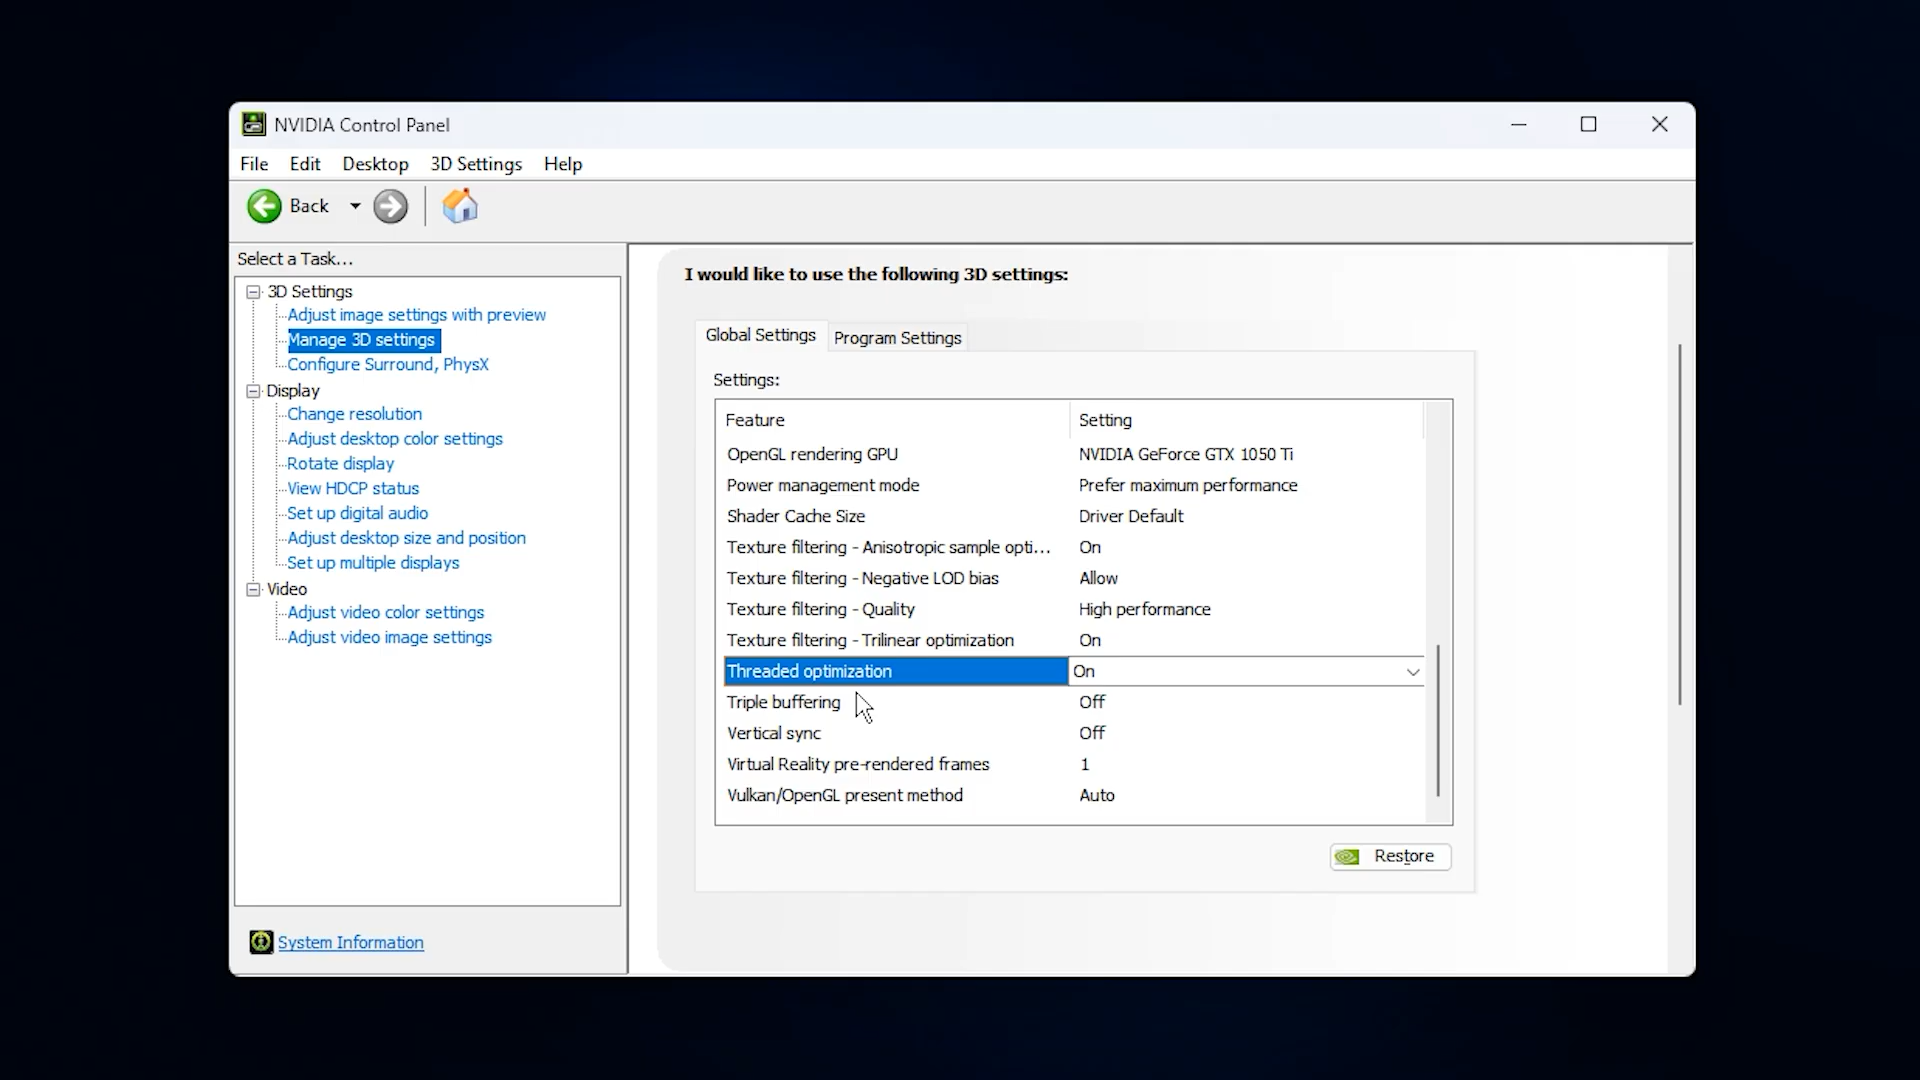 NVIDIA Control Panel
File Edit Desktop 3D Settings Help
Back
Select a Task...
3D Settings
Adjust image settings with preview
Manage 3D settings
Configure Surround, PhysX
Display
Change resolution
Adjust desktop color settings
Rotate display
View HDCP status
Set up digital audio
Adjust desktop size and position
Set up multiple displays
Video
Adjust video color settings
Adjust video image settings
System Information
I would like to use the following 3D settings:
Global Settings Program Settings
Settings:
Feature Setting
OpenGL rendering GPU NVIDIA GeForce GTX 1050 Ti
Power management mode Prefer maximum performance
Shader Cache Size Driver Default
Texture filtering - Anisotropic sample opti... On
Texture filtering - Negative LOD bias Allow
Texture filtering - Quality High performance
Texture filtering - Trilinear optimization On
Threaded optimization On
Triple buffering Off
Vertical sync Off
Virtual Reality pre-rendered frames 1
Vulkan/OpenGL present method Auto
Restore